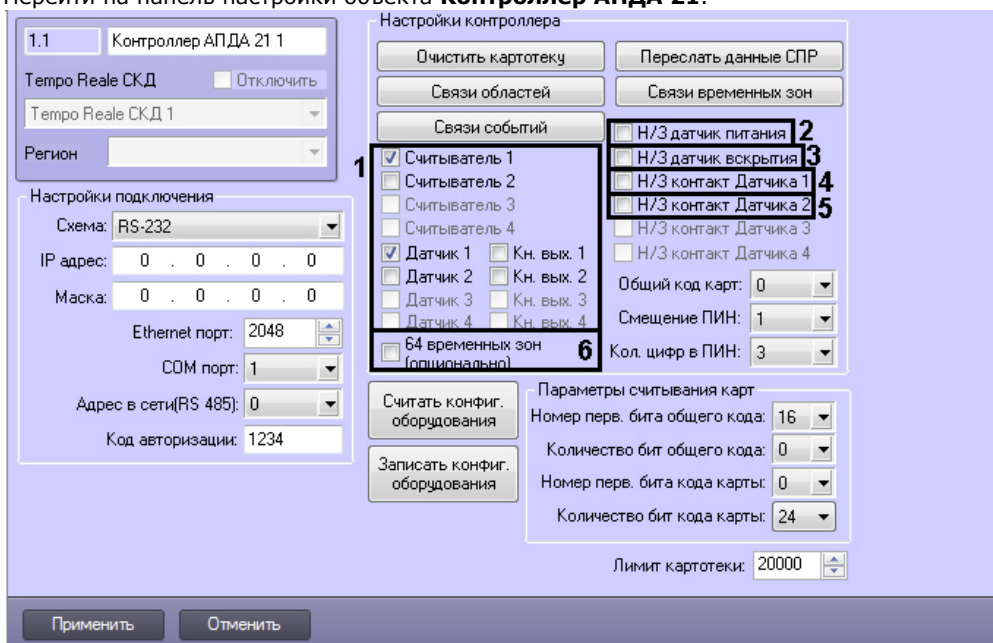 Перейти на панель настройки объекта Контроллер АПДА 21.
1.1 Контроллер АПДА 21 1
Tempo Reale СКД Отключить
Tempo Reale СКД 1
Регион
Настройки подключения
Схема: RS-232
IP адрес: 0 . 0 . 0 . 0
Маска: 0 . 0 . 0 . 0
Ethernet порт: 2048
COM порт: 1
Адрес в сети(RS 485): 0
Код авторизации: 1234
Настройки контроллера
Очистить картотеку Переслать данные СПР
Связи областей Связи временных зон
Связи событий
1
Считыватель 1
Считыватель 2
Считыватель 3
Считыватель 4
Датчик 1 Кн. вых. 1
Датчик 2 Кн. вых. 2
Датчик 3 Кн. вых. 3
Датчик 4 Кн. вых. 4
64 временных зон
(опционально) 6
Н/З датчик питания 2
Н/З датчик вскрытия 3
Н/З контакт Датчика 1 4
Н/З контакт Датчика 2 5
Н/З контакт Датчика 3
Н/З контакт Датчика 4
Общий код карт: 0
Смещение ПИН: 1
Кол. цифр в ПИН: 3
Считать конфиг.
оборудования
Записать конфиг.
оборудования
Параметры считывания карт
Номер перв. бита общего кода: 16
Количество бит общего кода: 0
Номер перв. бита кода карты: 0
Количество бит кода карты: 24
Лимит картотеки: 20000
Применить Отменить